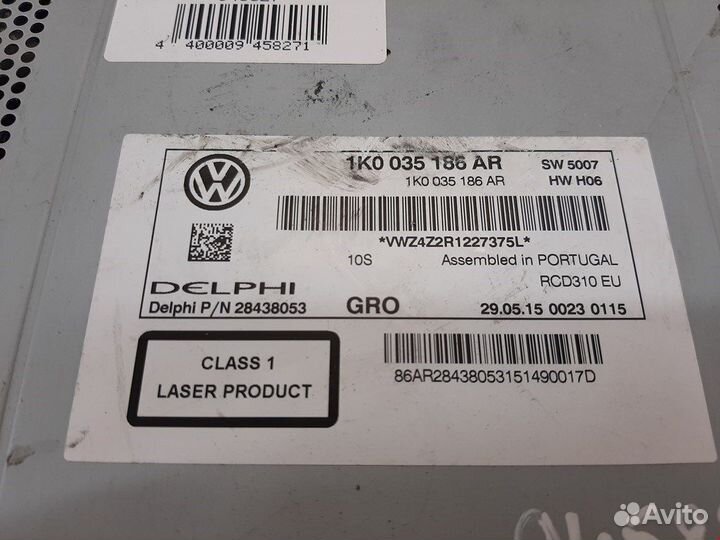 4 400009 458271
1K0 035 186 AR SW 5007
1K0 035 186 AR HW H06
*VWZ4Z2R1227375L*
10S Assembled in PORTUGAL
DELPHI RCD310 EU
Delphi P/N 28438053 GRO 29.05.15 0023 0115
CLASS 1
LASER PRODUCT
86AR28438053151490017D
Avito